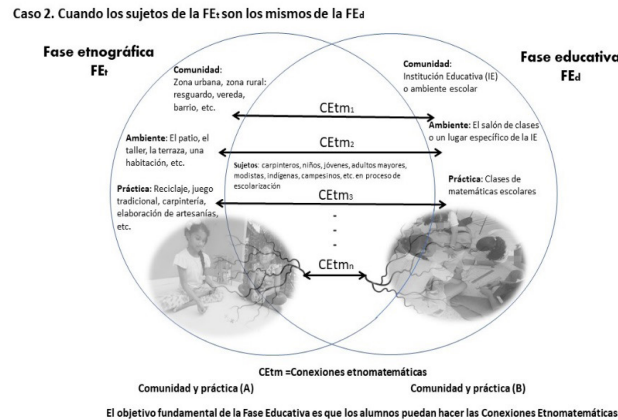 Caso 2. Cuando los sujetos de la FEt son los mismos de la FEd
Fase etnográfica
FEt
Fase educativa
FEd
Comunidad:
Zona urbana, zona rural:
resguardo, vereda,
barrio, etc.
Comunidad:
Institución Educativa (IE)
o ambiente escolar
CEtm1
Ambiente: El patio, el
taller, la terraza, una
habitación, etc.
CEtm2
Ambiente: El salón de clases
o un lugar específico de la IE
Sujetos: carpinteros, niños, jóvenes, adultos mayores,
modistas, indígenas, campesinos, etc. en proceso de
escolarización
Práctica: Reciclaje, juego
tradicional, carpintería,
elaboración de artesanías,
etc.
CEtm3
Práctica: Clases de
matemáticas escolares
CEtmn
CEtm =Conexiones etnomatemáticas
Comunidad y práctica (A)
Comunidad y práctica (B)
El objetivo fundamental de la Fase Educativa es que los alumnos puedan hacer las Conexiones Etnomatemáticas